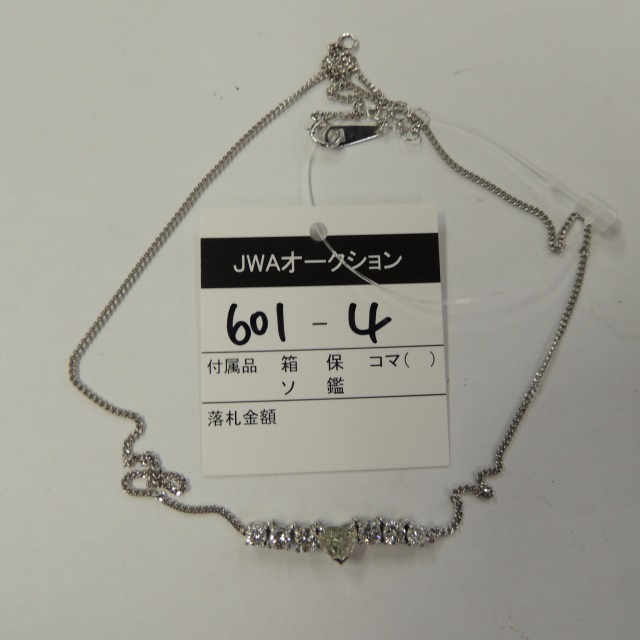 JWAオークション
601-4
付属品 箱 保 コマ( )
ソ 鑑
落札金額